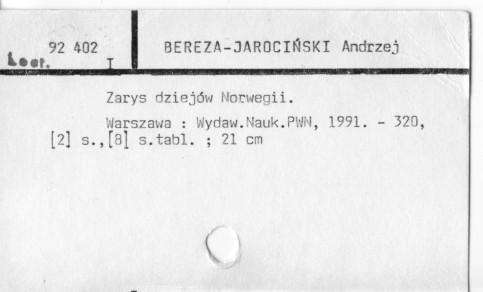 92 402
BEREZA-JAROCIŃSKI Andrzej
I
Zarys dziejów Norwegii.
Warszawa : Wydaw.Nauk.PWN, 1991. - 320,
[2] s.,[8] s.tabl. ; 21 cm